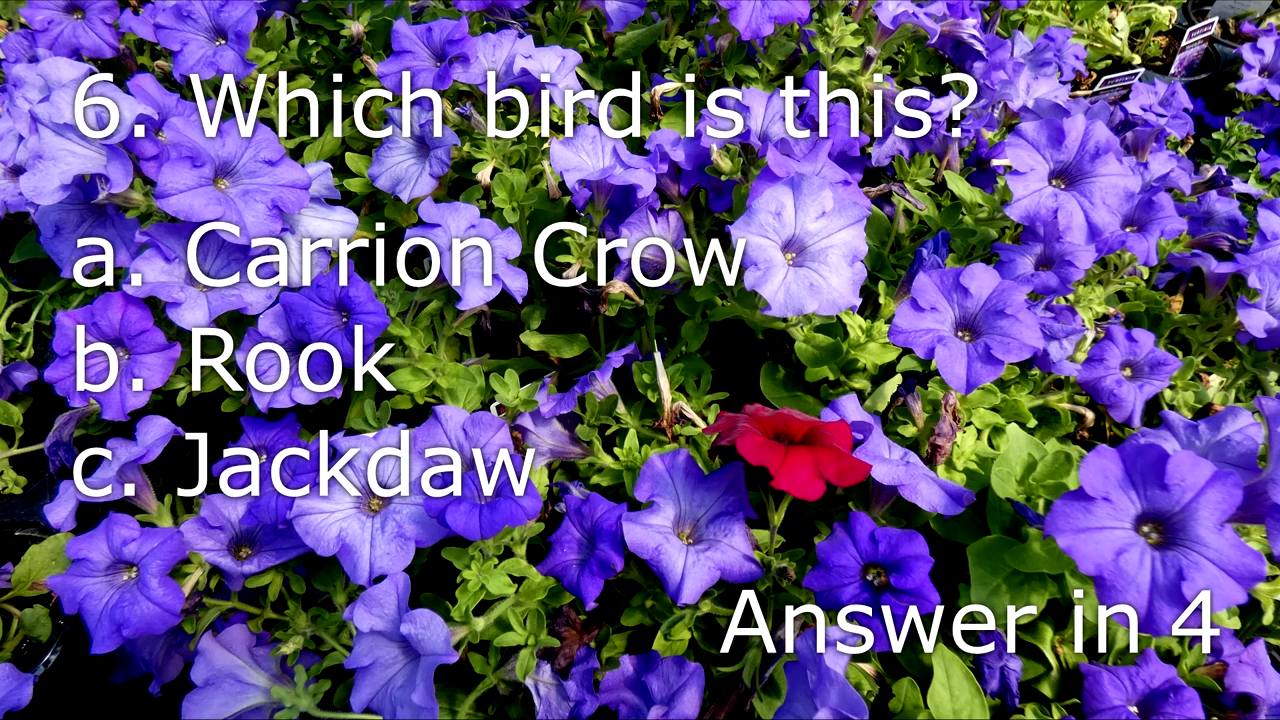 6. Which bird is this?
a. Carrion Crow
b. Rook
c. Jackdaw
Answer in 4